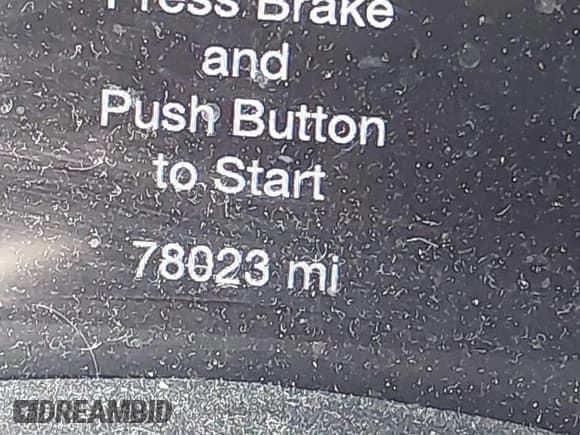 Press Brake
and
Push Button
to Start
78023 mi
DREAMBID